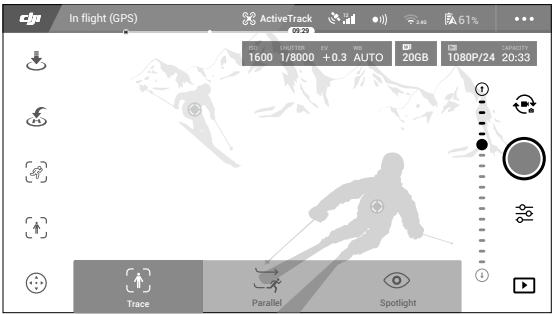 dji In flight (GPS) ActiveTrack 12 2.4G 61%
09:29
ISO SHUTTER EV WB CAPACITY
1600 1/8000 +0.3 AUTO 20GB 1080P/24 20:33
Trace Parallel Spotlight